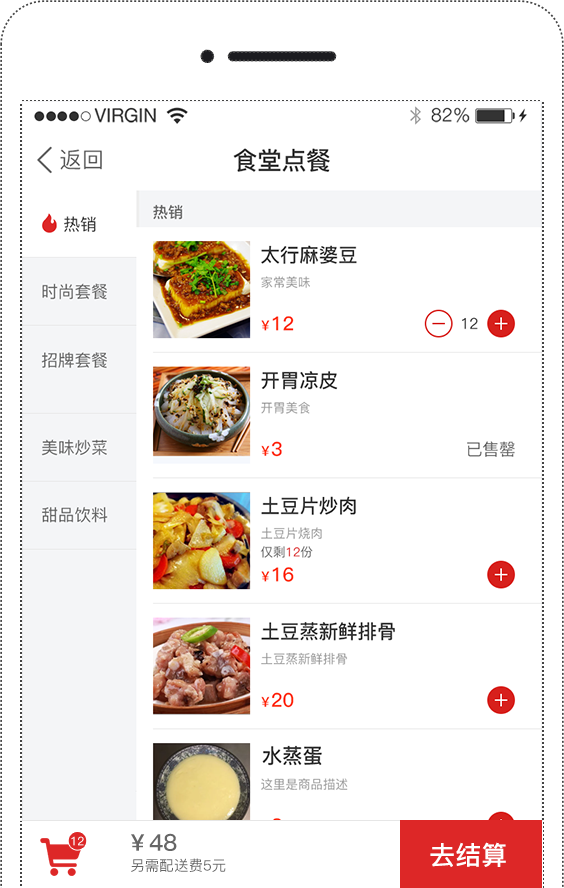 VIRGIN 82%
返回 食堂点餐
热销
热销
时尚套餐
招牌套餐
美味炒菜
甜品饮料
太行麻婆豆
家常美味
¥12 12
开胃凉皮
开胃美食
¥3 已售罄
土豆片炒肉
土豆片烧肉
仅剩12份
¥16
土豆蒸新鲜排骨
土豆蒸新鲜排骨
¥20
水蒸蛋
这里是商品描述
12
¥ 48
另需配送费5元
去结算